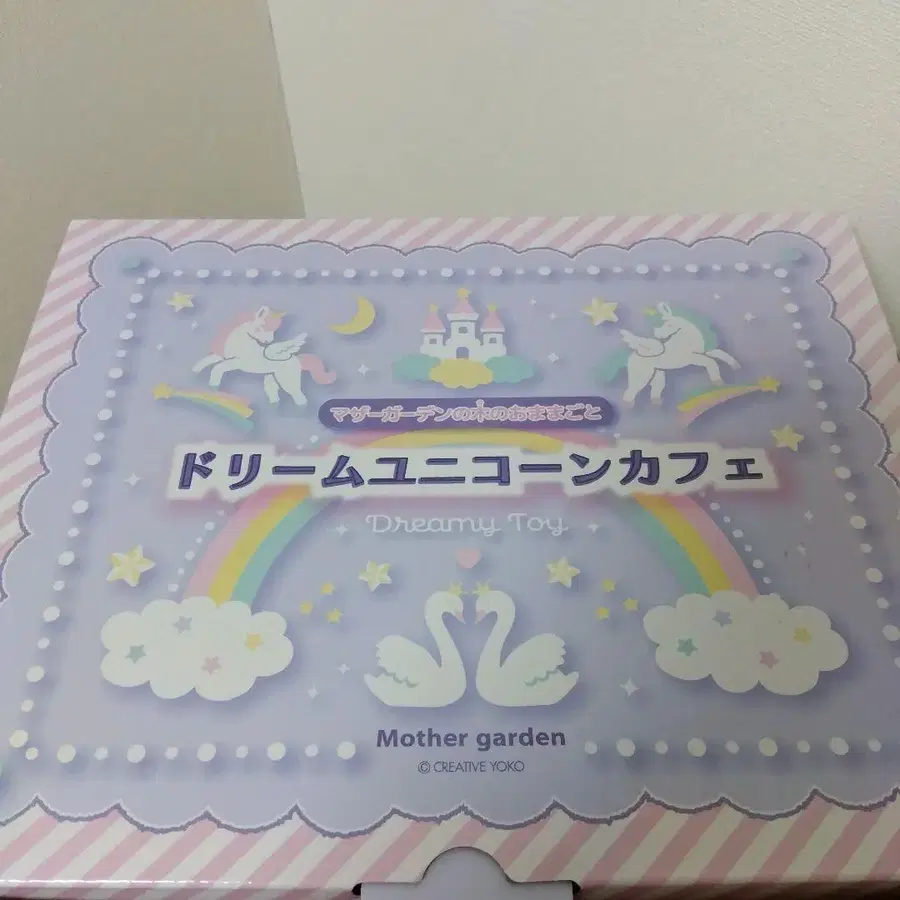 マザーガーデンの木のおままごと
ドリームユニコーンカフェ
Dreamy Toy
Mother garden
© CREATIVE YOKO